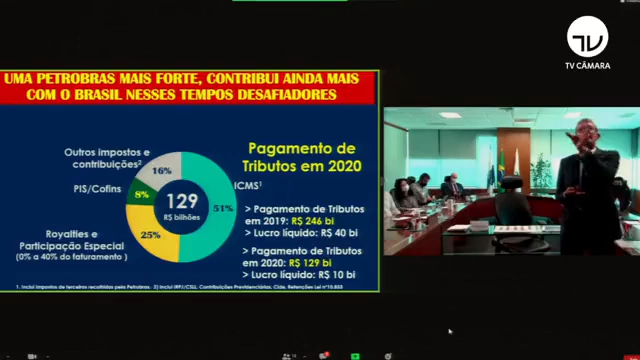 TV CÂMARA
UMA PETROBRAS MAIS FORTE, CONTRIBUI AINDA MAIS
COM O BRASIL NESSES TEMPOS DESAFIADORES
Pagamento de
Tributos em 2020
Outros impostos e
contribuições²
16%
PIS/Cofins
8%
129
R$ bilhões
ICMS¹
51%
25%
Royalties e
Participação Especial
(0% a 40% do faturamento )
> Pagamento de Tributos
em 2019: R$ 246 bi
> Lucro líquido: R$ 40 bi
> Pagamento de Tributos
em 2020: R$ 129 bi
> Lucro líquido: R$ 10 bi
1. Inclui impostos de terceiros recolhidos pela Petrobras. 2) Inclui IRPJ/CSLL, Contribuições Previdenciárias, Cide, Retenções Lei nº10.833